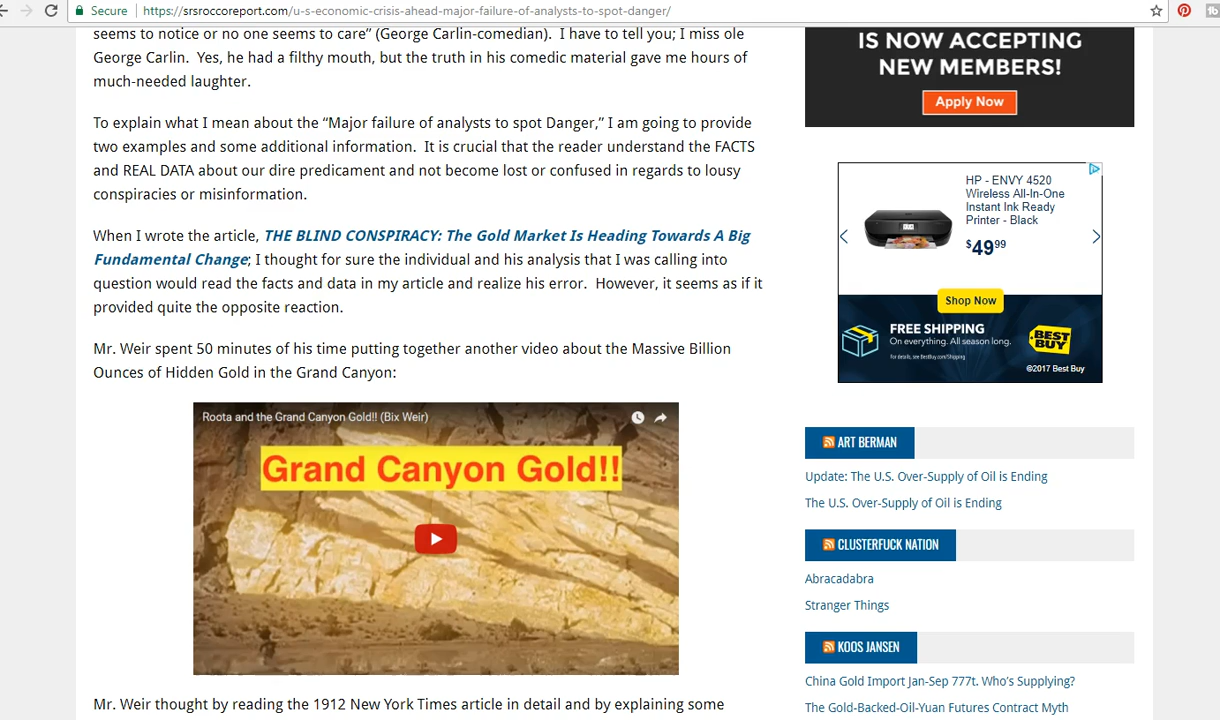 Secure
https://srsroccoreport.com/u-s-economic-crisis-ahead-major-failure-of-analysts-to-spot-danger/
seems to notice or no one seems to care” (George Carlin-comedian). I have to tell you; I miss ole
George Carlin. Yes, he had a filthy mouth, but the truth in his comedic material gave me hours of
much-needed laughter.
To explain what I mean about the “Major failure of analysts to spot Danger,” I am going to provide
two examples and some additional information. It is crucial that the reader understand the FACTS
and REAL DATA about our dire predicament and not become lost or confused in regards to lousy
conspiracies or misinformation.
When I wrote the article, THE BLIND CONSPIRACY: The Gold Market Is Heading Towards A Big
Fundamental Change; I thought for sure the individual and his analysis that I was calling into
question would read the facts and data in my article and realize his error. However, it seems as if it
provided quite the opposite reaction.
Mr. Weir spent 50 minutes of his time putting together another video about the Massive Billion
Ounces of Hidden Gold in the Grand Canyon:
Roota and the Grand Canyon Gold!! (Bix Weir)
Grand Canyon Gold!!
Mr. Weir thought by reading the 1912 New York Times article in detail and by explaining some
IS NOW ACCEPTING
NEW MEMBERS!
Apply Now
HP - ENVY 4520
Wireless All-In-One
Instant Ink Ready
Printer - Black
$49 99
Shop Now
FREE SHIPPING
On everything. All season long.
For details, see BestBuy.com/Shipping
BEST
BUY
©2017 Best Buy
ART BERMAN
Update: The U.S. Over-Supply of Oil is Ending
The U.S. Over-Supply of Oil is Ending
CLUSTERFUCK NATION
Abracadabra
Stranger Things
KOOS JANSEN
China Gold Import Jan-Sep 777t. Who’s Supplying?
The Gold-Backed-Oil-Yuan Futures Contract Myth